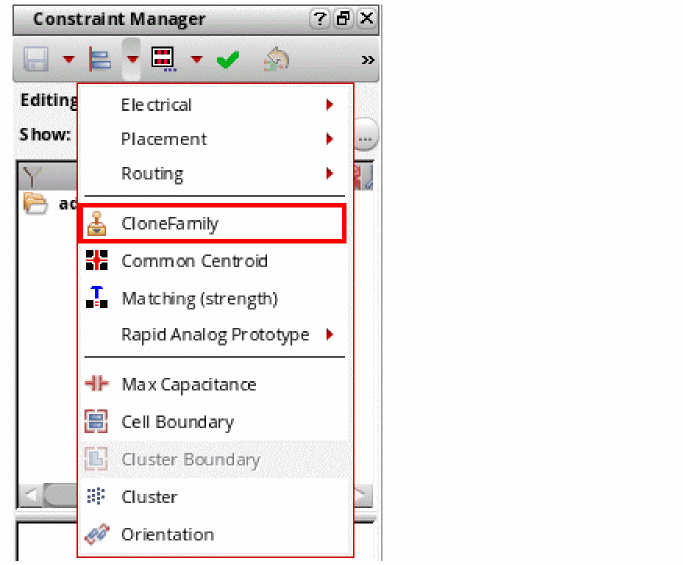 Constraint Manager
Editing
Show:
...
ad
Electrical
Placement
Routing
CloneFamily
Common Centroid
Matching (strength)
Rapid Analog Prototype
Max Capacitance
Cell Boundary
Cluster Boundary
Cluster
Orientation